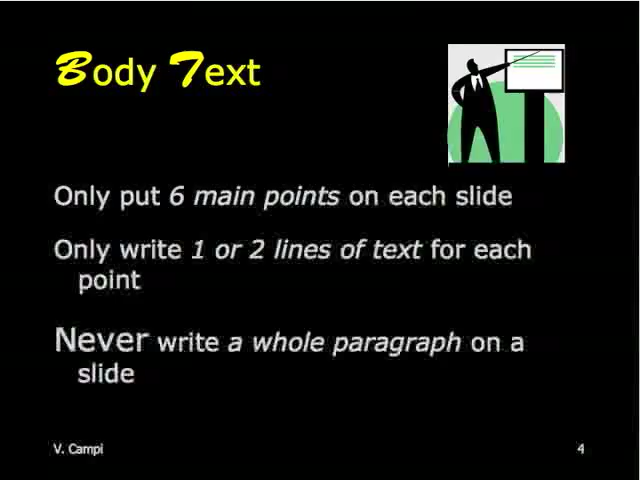 Body Text
Only put 6 main points on each slide
Only write 1 or 2 lines of text for each
point
Never write a whole paragraph on a
slide
V. Campi
4